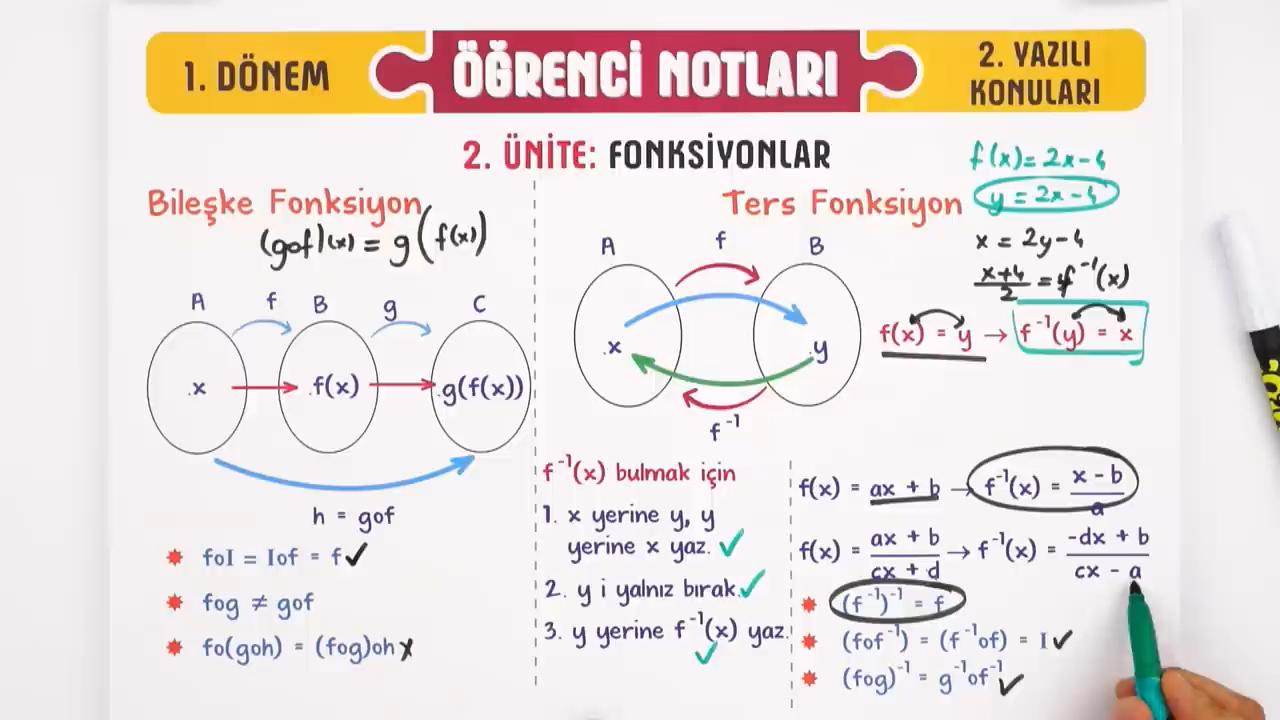 1. DÖNEM
ÖĞRENCİ NOTLARI
2. YAZILI
KONULARI
2. ÜNİTE: FONKSİYONLAR
Bileşke Fonksiyon
(gof)(x) = g(f(x))
A f B g C
.x .f(x) .g(f(x))
h = gof
foI = Iof = f ✓
fog ≠ gof
fo(goh) = (fog)oh
Ters Fonksiyon
f(x) = 2x-4
y = 2x-4
x = 2y-4
x+4/2 = f⁻¹(x)
A f B
.x .y
f⁻¹
f(x) = y → f⁻¹(y) = x
f⁻¹(x) bulmak için
1. x yerine y, y
yerine x yaz. ✓
2. y i yalnız bırak. ✓
3. y yerine f⁻¹(x) yaz. ✓
f(x) = ax + b → f⁻¹(x) = x - b/a
f(x) = ax + b/cx + d → f⁻¹(x) = -dx + b/cx - a
(f⁻¹)⁻¹ = f
(fof⁻¹) = (f⁻¹of) = I ✓
(fog)⁻¹ = g⁻¹of⁻¹ ✓